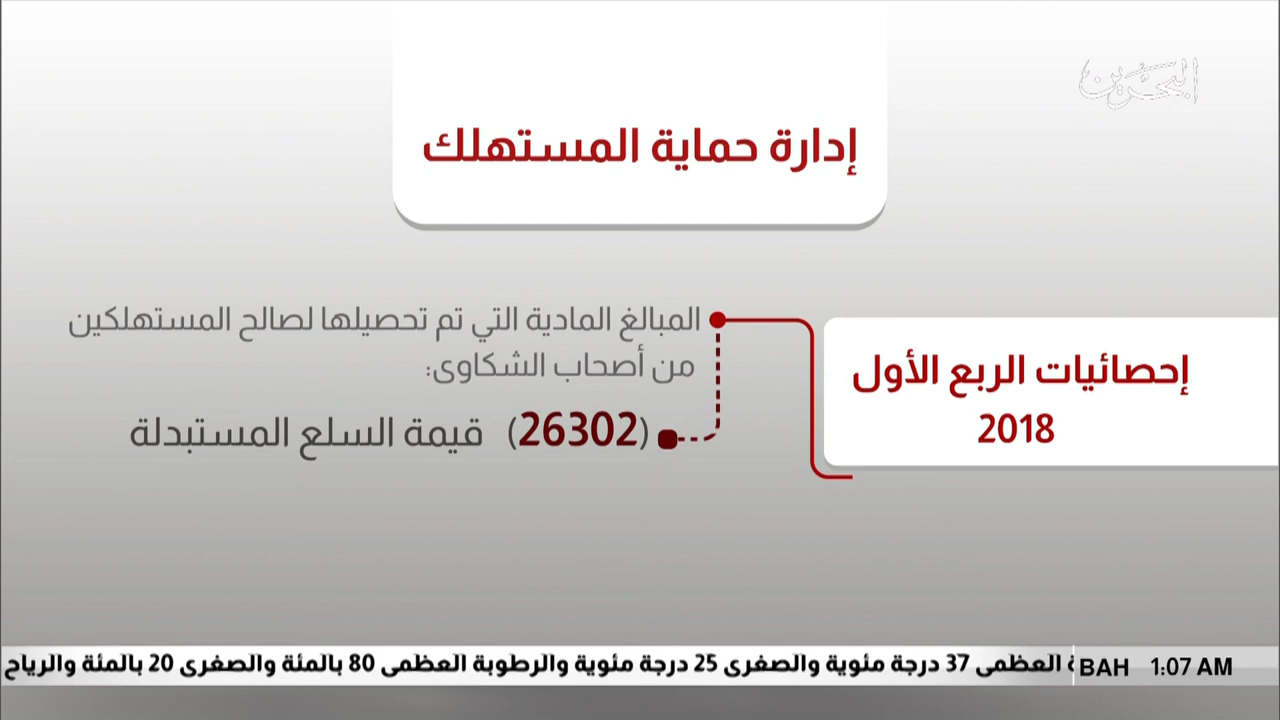 البحرين
إدارة حماية المستهلك
إحصائيات الربع الأول
2018
المبالغ المادية التي تم تحصيلها لصالح المستهلكين
من أصحاب الشكاوى:
(26302) قيمة السلع المستبدلة
العظمى 37 درجة مئوية والصغرى 25 درجة مئوية والرطوبة العظمى 80 بالمئة والصغرى 20 بالمئة والرياح
BAH 1:07 AM